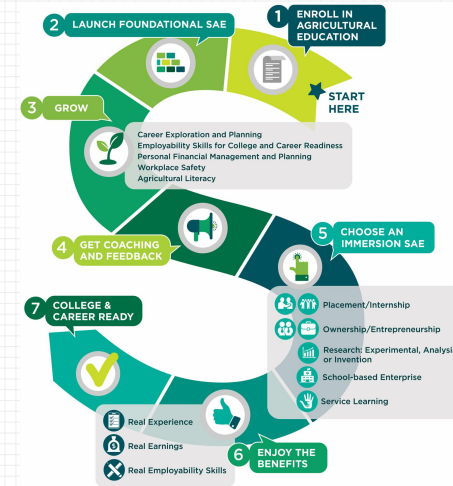 1 ENROLL IN
AGRICULTURAL
EDUCATION
START
HERE
2 LAUNCH FOUNDATIONAL SAE
3 GROW
Career Exploration and Planning
Employability Skills for College and Career Readiness
Personal Financial Management and Planning
Workplace Safety
Agricultural Literacy
4 GET COACHING
AND FEEDBACK
5 CHOOSE AN
IMMERSION SAE
Placement/Internship
Ownership/Entrepreneurship
Research: Experimental, Analysi
or Invention
School-based Enterprise
Service Learning
6 ENJOY THE
BENEFITS
Real Experience
Real Earnings
Real Employability Skills
7 COLLEGE &
CAREER READY